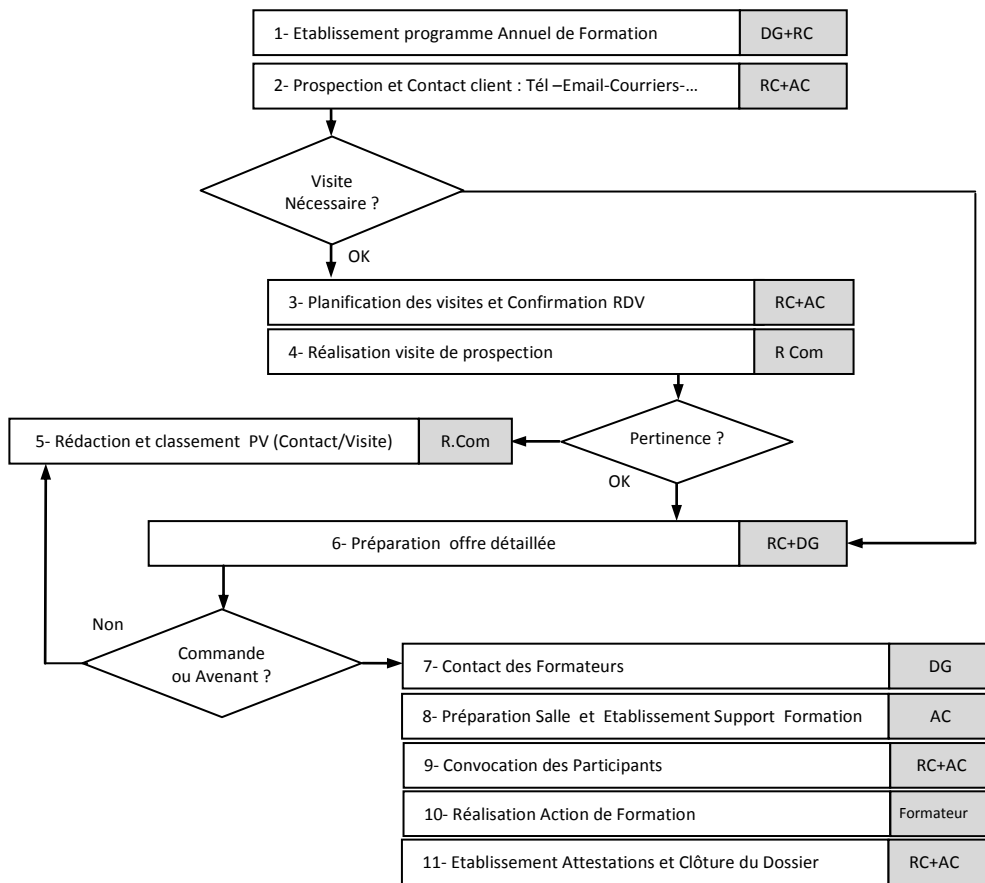 1- Etablissement programme Annuel de Formation DG+RC
2- Prospection et Contact client : Tél –Email-Courriers-... RC+AC
Visite
Nécessaire ?
OK
3- Planification des visites et Confirmation RDV RC+AC
4- Réalisation visite de prospection R Com
5- Rédaction et classement PV (Contact/Visite) R.Com
Pertinence ?
OK
6- Préparation offre détaillée RC+DG
Non
Commande
ou Avenant ?
7- Contact des Formateurs DG
8- Préparation Salle et Etablissement Support Formation AC
9- Convocation des Participants RC+AC
10- Réalisation Action de Formation Formateur
11- Etablissement Attestations et Clôture du Dossier RC+AC